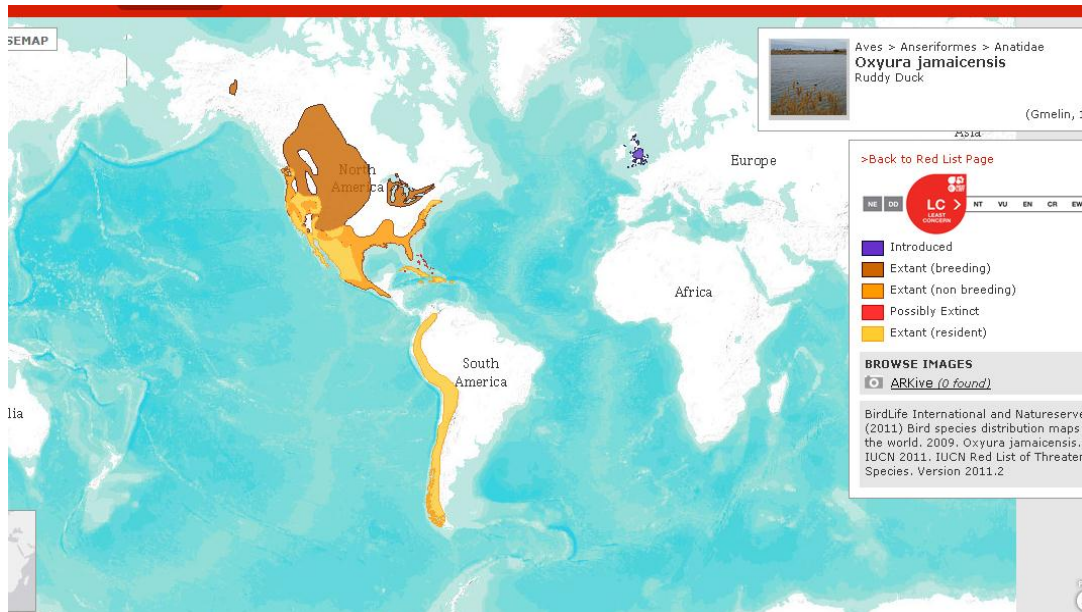 SEMAP
Aves > Anseriformes > Anatidae
Oxyura jamaicensis
Ruddy Duck
(Gmelin, 1
Asia
Europe
North
America
Africa
South
America
lia
>Back to Red List Page
NE DD LC > NT VU EN CR EW
LEAST
CONCERN
Introduced
Extant (breeding)
Extant (non breeding)
Possibly Extinct
Extant (resident)
BROWSE IMAGES
ARKive (0 found)
BirdLife International and Natureserve
(2011) Bird species distribution maps
the world. 2009. Oxyura jamaicensis.
IUCN 2011. IUCN Red List of Threaten
Species. Version 2011.2